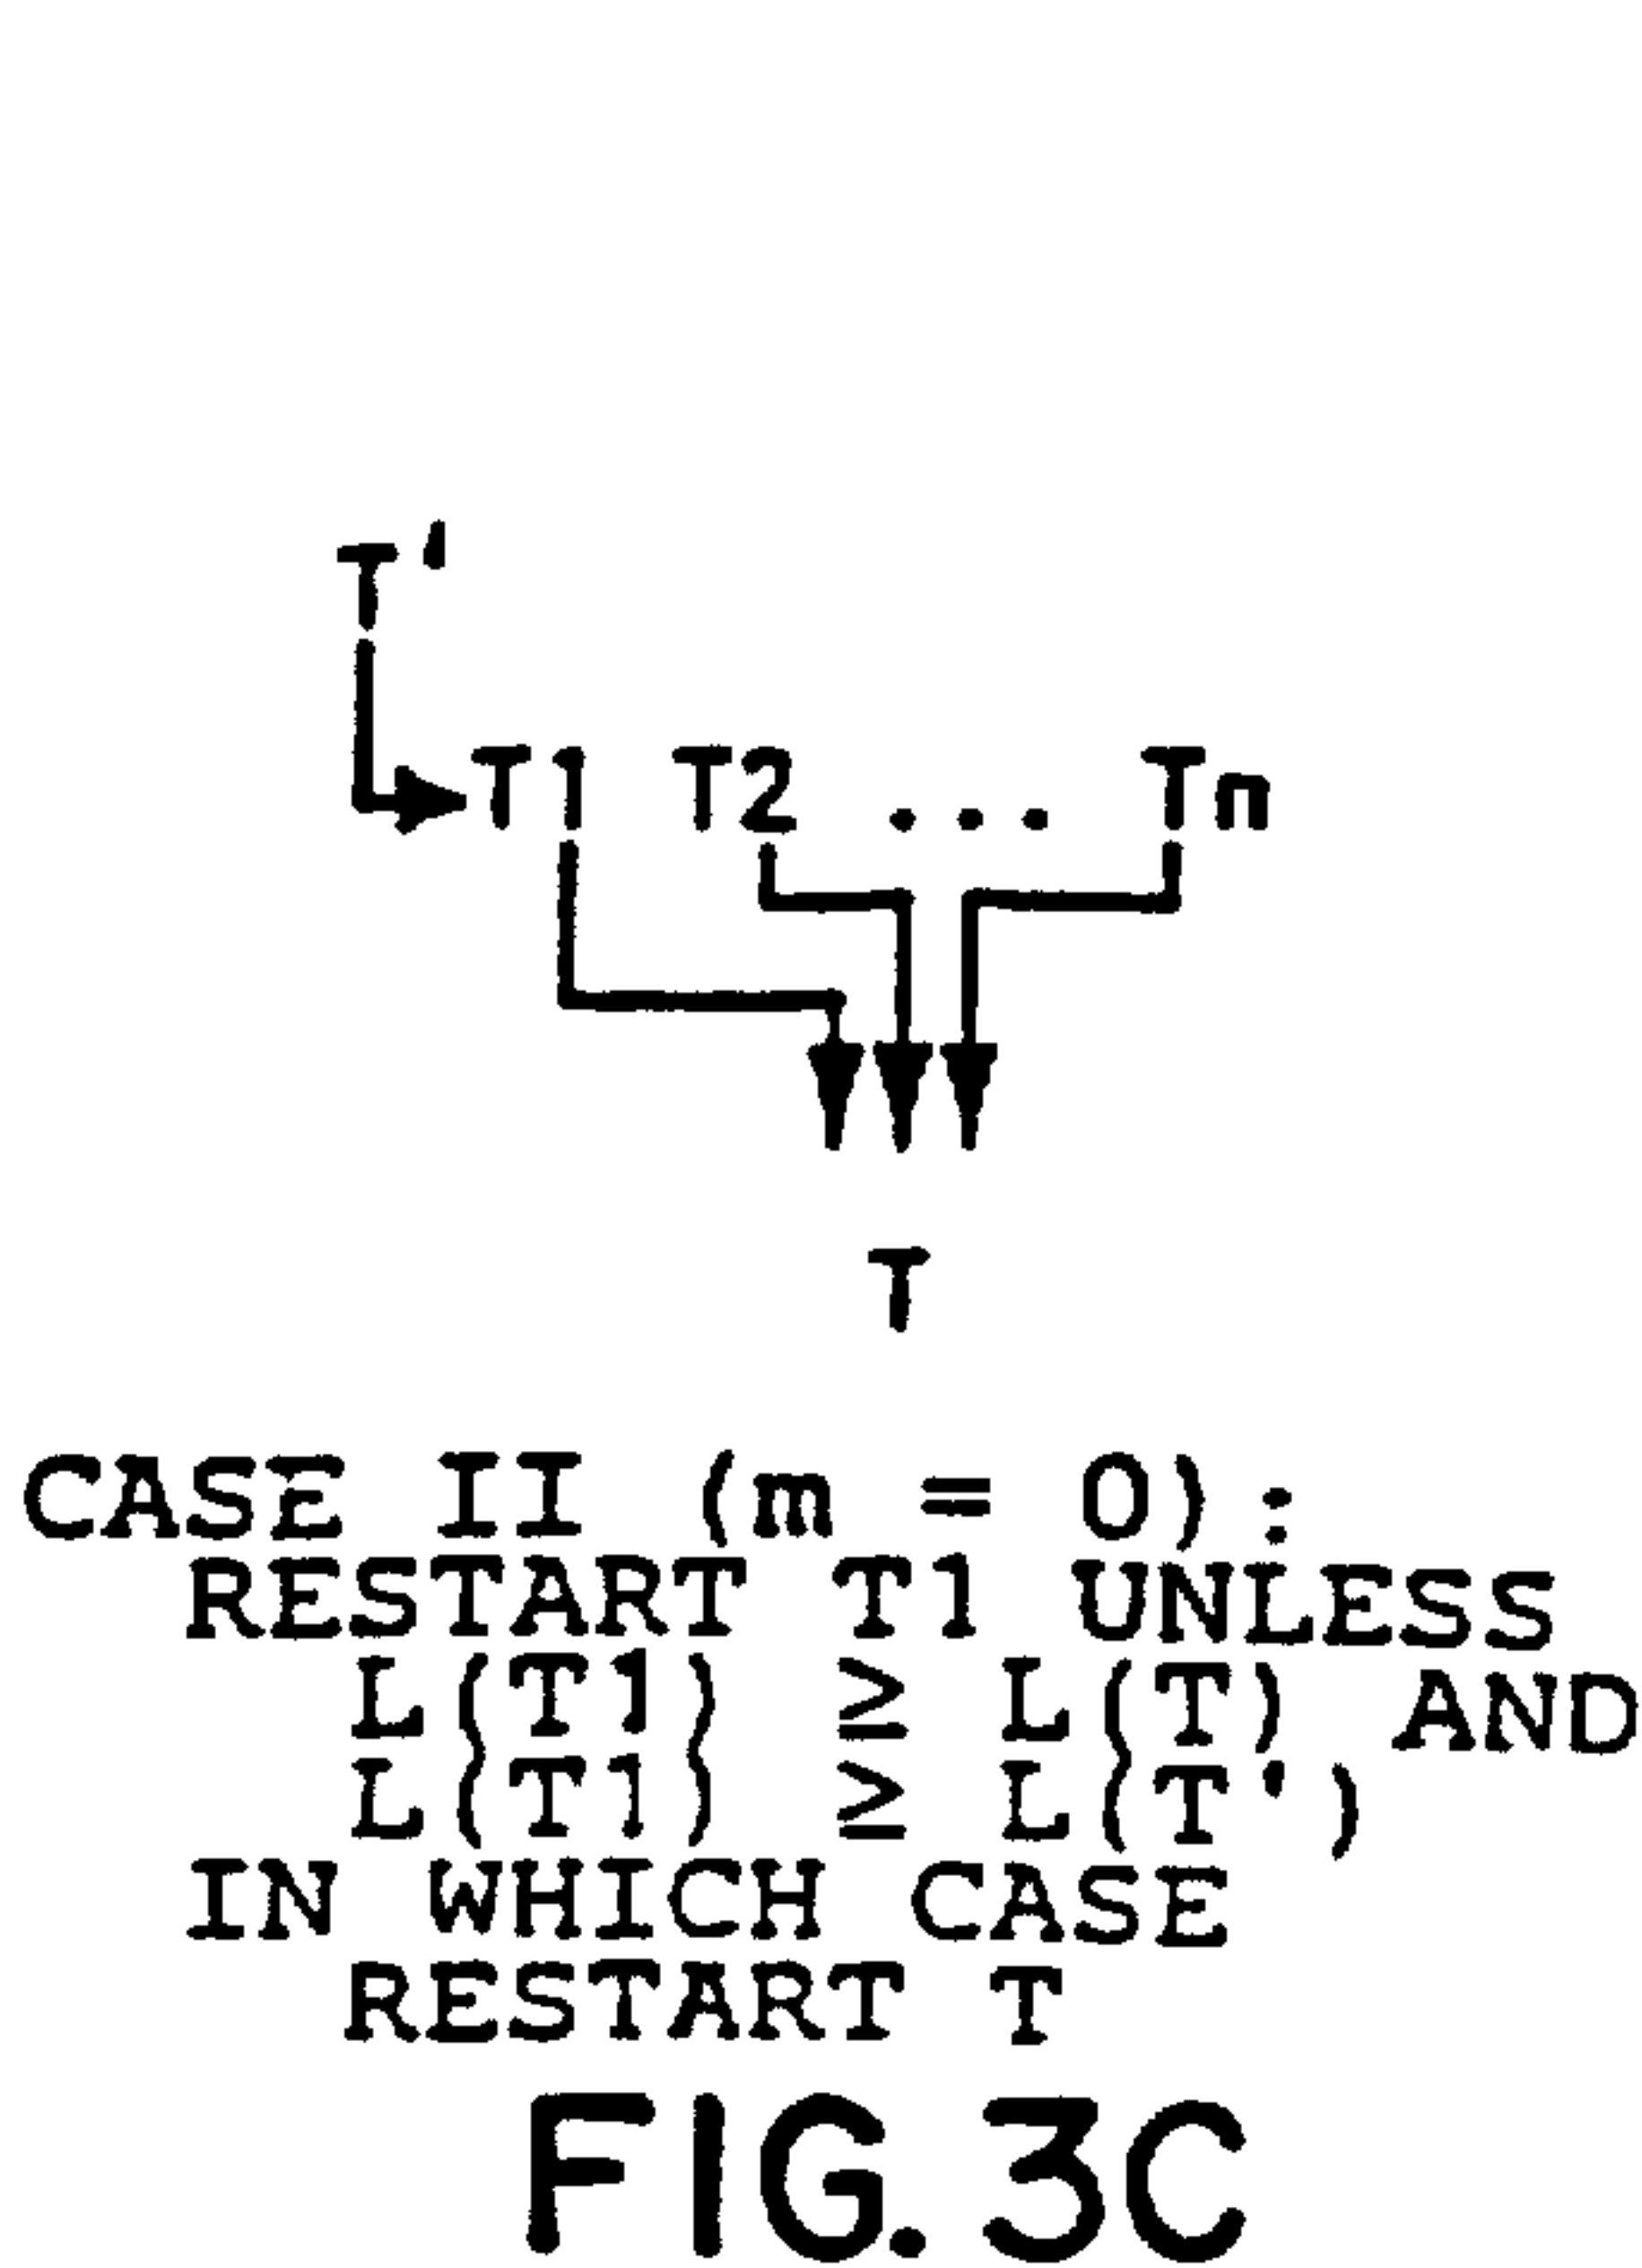 T'
T1 T2 . . . Tn
T
CASE II (m = 0):
RESTART T1 UNLESS
L(T1) ≥ L(T) AND
L(T1) ≥ L(T')
IN WHICH CASE
RESTART T
FIG. 3C